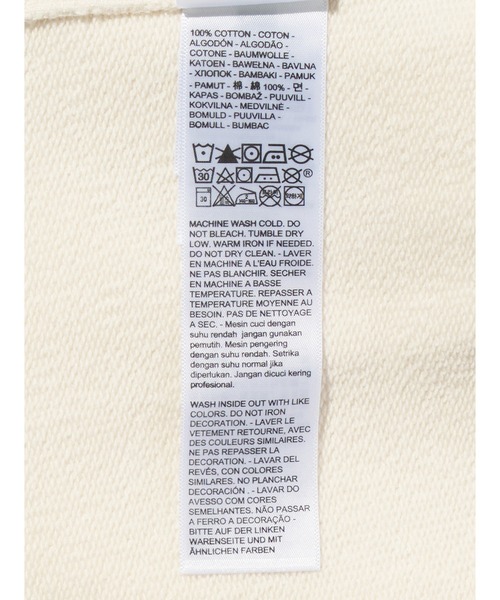 100% COTTON - COTON -
ALGODÓN - ALGODÃO -
COTONE - BAUMWOLLE -
KATOEN - BAWEŁNA - BAVLNA
- ХЛОПОК - BAMBAKI - PAMUK
- PAMUT - 棉 - 綿 100% - 면 -
KAPAS - BOMBAŽ - PUUVILL -
KOKVILNA - MEDVILNĖ -
BOMULD - PUUVILLA -
BOMULL - BUMBAC
30 ®
30
MACHINE WASH COLD. DO
NOT BLEACH. TUMBLE DRY
LOW. WARM IRON IF NEEDED.
DO NOT DRY CLEAN. - LAVER
EN MACHINE A L'EAU FROIDE.
NE PAS BLANCHIR. SECHER
EN MACHINE A BASSE
TEMPERATURE. REPASSER A
TEMPERATURE MOYENNE AU
BESOIN. PAS DE NETTOYAGE
A SEC. - Mesin cuci dengan
suhu rendah jangan gunakan
pemutih. Mesin pengering
dengan suhu rendah. Setrika
dengan suhu normal jika
diperlukan. Jangan dicuci kering
profesional.
WASH INSIDE OUT WITH LIKE
COLORS. DO NOT IRON
DECORATION. - LAVER LE
VETEMENT RETOURNE, AVEC
DES COULEURS SIMILAIRES.
NE PAS REPASSER LA
DECORATION. - LAVAR DEL
REVÉS, CON COLORES
SIMILARES. NO PLANCHAR
DECORACIÓN . - LAVAR DO
AVESSO COM CORES
SEMELHANTES. NÃO PASSAR
A FERRO A DECORAÇÃO -
BITTE AUF DER LINKEN
WARENSEITE UND MIT
ÄHNLICHEN FARBEN